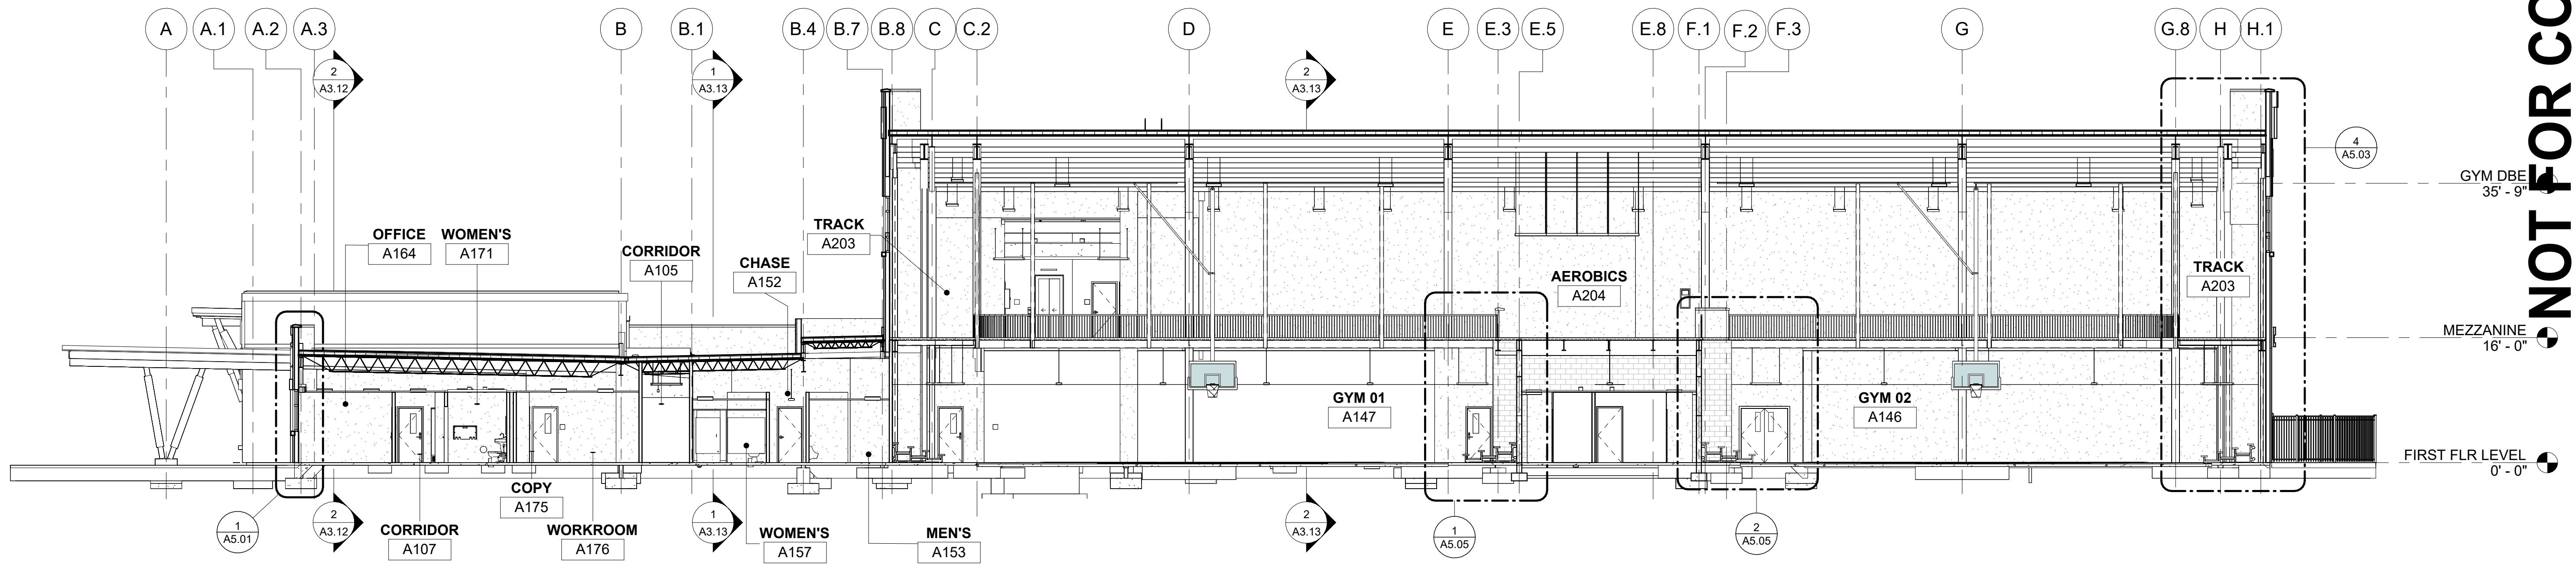 A
A.1
A.2
A.3
B
B.1
B.4
B.7
B.8
C
C.2
D
E
E.3
E.5
E.8
F.1
F.2
F.3
G
G.8
H
H.1
2
A3.12
1
A3.13
2
A3.13
4
A5.03
NOT FOR CO
GYM DBE
35' - 9"
MEZZANINE
16' - 0"
FIRST FLR LEVEL
0' - 0"
OFFICE
A164
WOMEN'S
A171
CORRIDOR
A105
CHASE
A152
TRACK
A203
AEROBICS
A204
TRACK
A203
GYM 01
A147
GYM 02
A146
COPY
A175
CORRIDOR
A107
WORKROOM
A176
WOMEN'S
A157
MEN'S
A153
1
A5.01
2
A3.12
1
A3.13
2
A3.13
1
A5.05
2
A5.05